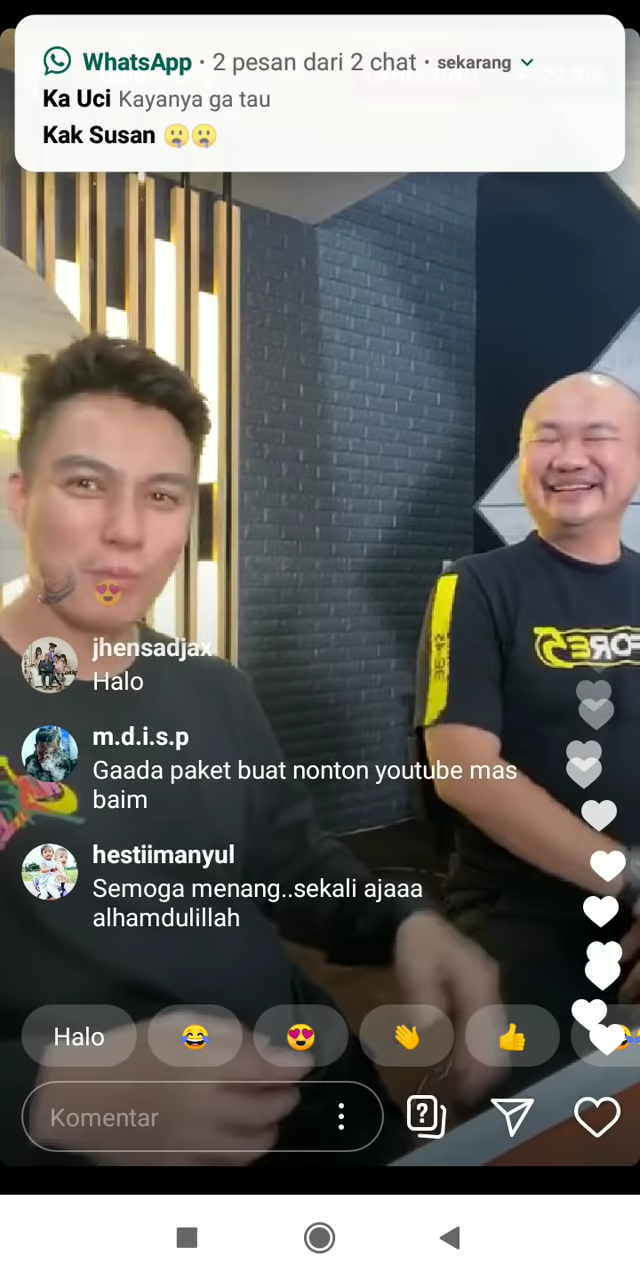 WhatsApp · 2 pesan dari 2 chat · sekarang
Ka Uci Kayanya ga tau
Kak Susan 😲😲
jhensadjax
Halo
m.d.i.s.p
Gaada paket buat nonton youtube mas
baim
hestiimanyul
Semoga menang..sekali ajaaa
alhamdulillah
Halo
Komentar